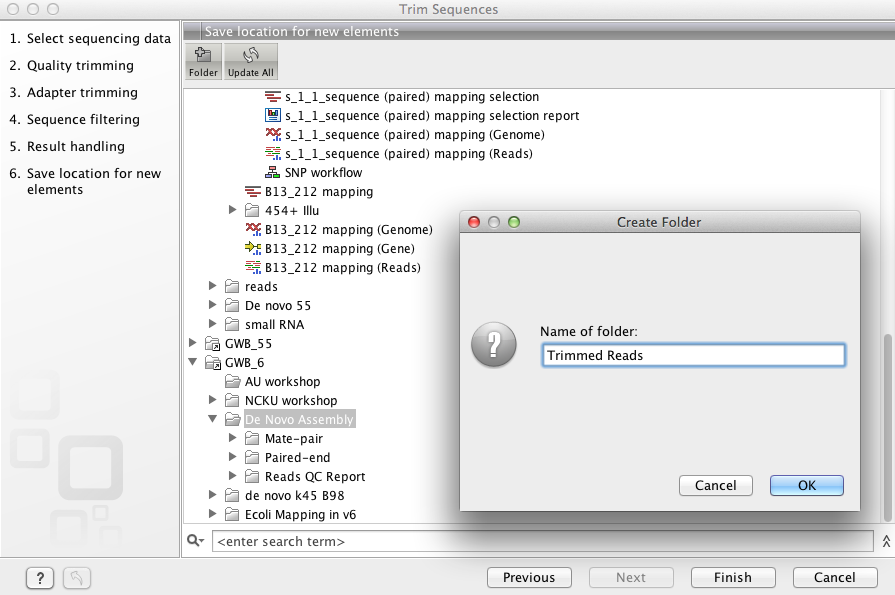 Trim Sequences
1. Select sequencing data
2. Quality trimming
3. Adapter trimming
4. Sequence filtering
5. Result handling
6. Save location for new
elements
Save location for new elements
Folder
Update All
s_1_1_sequence (paired) mapping selection
s_1_1_sequence (paired) mapping selection report
s_1_1_sequence (paired) mapping (Genome)
s_1_1_sequence (paired) mapping (Reads)
SNP workflow
B13_212 mapping
454+ Illu
B13_212 mapping (Genome)
B13_212 mapping (Gene)
B13_212 mapping (Reads)
reads
De novo 55
small RNA
GWB_55
GWB_6
AU workshop
NCKU workshop
De Novo Assembly
Mate-pair
Paired-end
Reads QC Report
de novo k45 B98
Ecoli Mapping in v6
Create Folder
?
Name of folder:
Trimmed Reads
Cancel
OK
<enter search term>
?
Previous
Next
Finish
Cancel